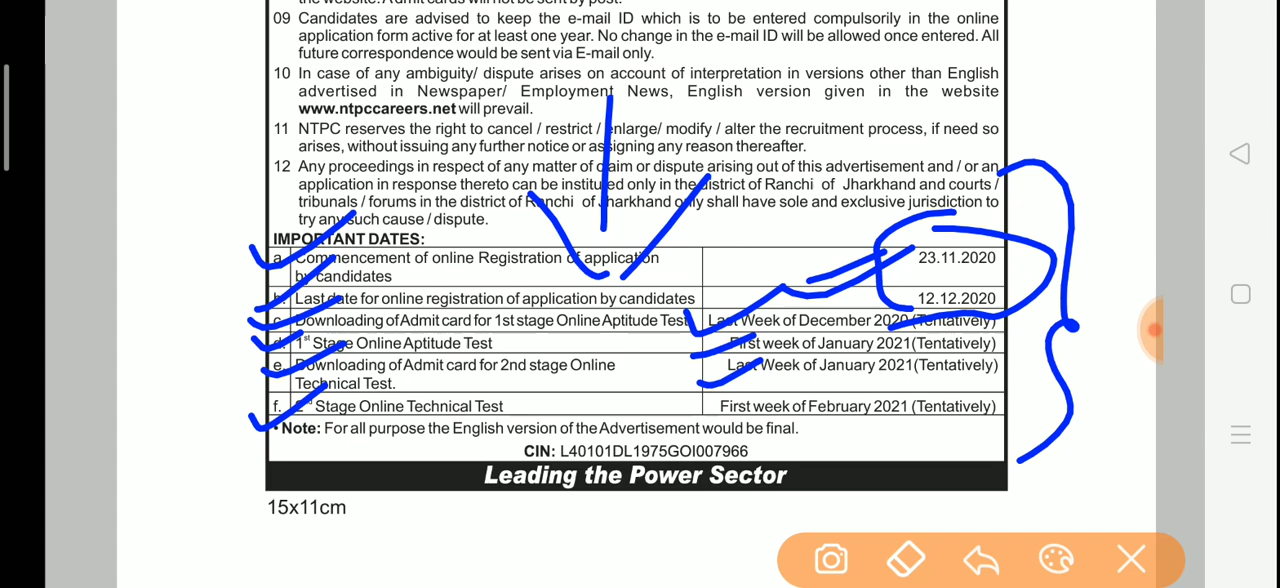 the website. Admit cards will not be sent by post.
09 Candidates are advised to keep the e-mail ID which is to be entered compulsorily in the online
application form active for at least one year. No change in the e-mail ID will be allowed once entered. All
future correspondence would be sent via E-mail only.
10 In case of any ambiguity/ dispute arises on account of interpretation in versions other than English
advertised in Newspaper/ Employment News, English version given in the website
www.ntpccareers.net will prevail.
11 NTPC reserves the right to cancel / restrict / enlarge/ modify / alter the recruitment process, if need so
arises, without issuing any further notice or assigning any reason thereafter.
12 Any proceedings in respect of any matter of claim or dispute arising out of this advertisement and / or an
application in response thereto can be instituted only in the district of Ranchi of Jharkhand and courts /
tribunals / forums in the district of Ranchi of Jharkhand only shall have sole and exclusive jurisdiction to
try any such cause / dispute.
IMPORTANT DATES:
a. Commencement of online Registration of application 23.11.2020
by candidates
b. Last date for online registration of application by candidates 12.12.2020
c. Downloading of Admit card for 1st stage Online Aptitude Test Last Week of December 2020 (Tentatively)
d. 1st Stage Online Aptitude Test First week of January 2021(Tentatively)
e. Downloading of Admit card for 2nd stage Online Last Week of January 2021(Tentatively)
Technical Test.
f. 2nd Stage Online Technical Test First week of February 2021 (Tentatively)
* Note: For all purpose the English version of the Advertisement would be final.
CIN: L40101DL1975GOI007966
Leading the Power Sector
15x11cm